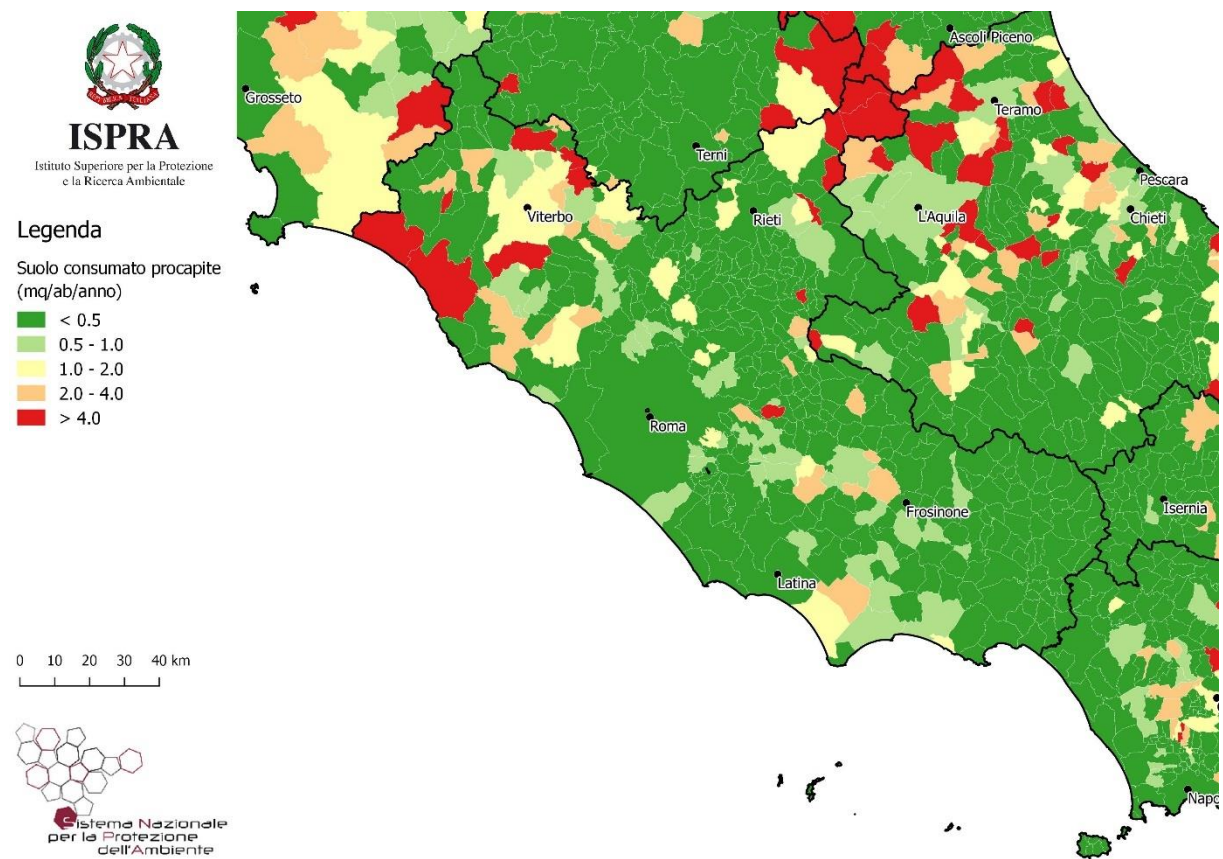 REPVBBLICA ITALIANA
ISPRA
Istituto Superiore per la Protezione
e la Ricerca Ambientale
Legenda
Suolo consumato procapite
(mq/ab/anno)
< 0.5
0.5 - 1.0
1.0 - 2.0
2.0 - 4.0
> 4.0
0 10 20 30 40 km
Sistema Nazionale
per la Protezione
dell'Ambiente
Ascoli Piceno
Grosseto
Teramo
Terni
Pescara
Viterbo
Rieti
L'Aquila
Chieti
Roma
Frosinone
Isernia
Latina
Napo